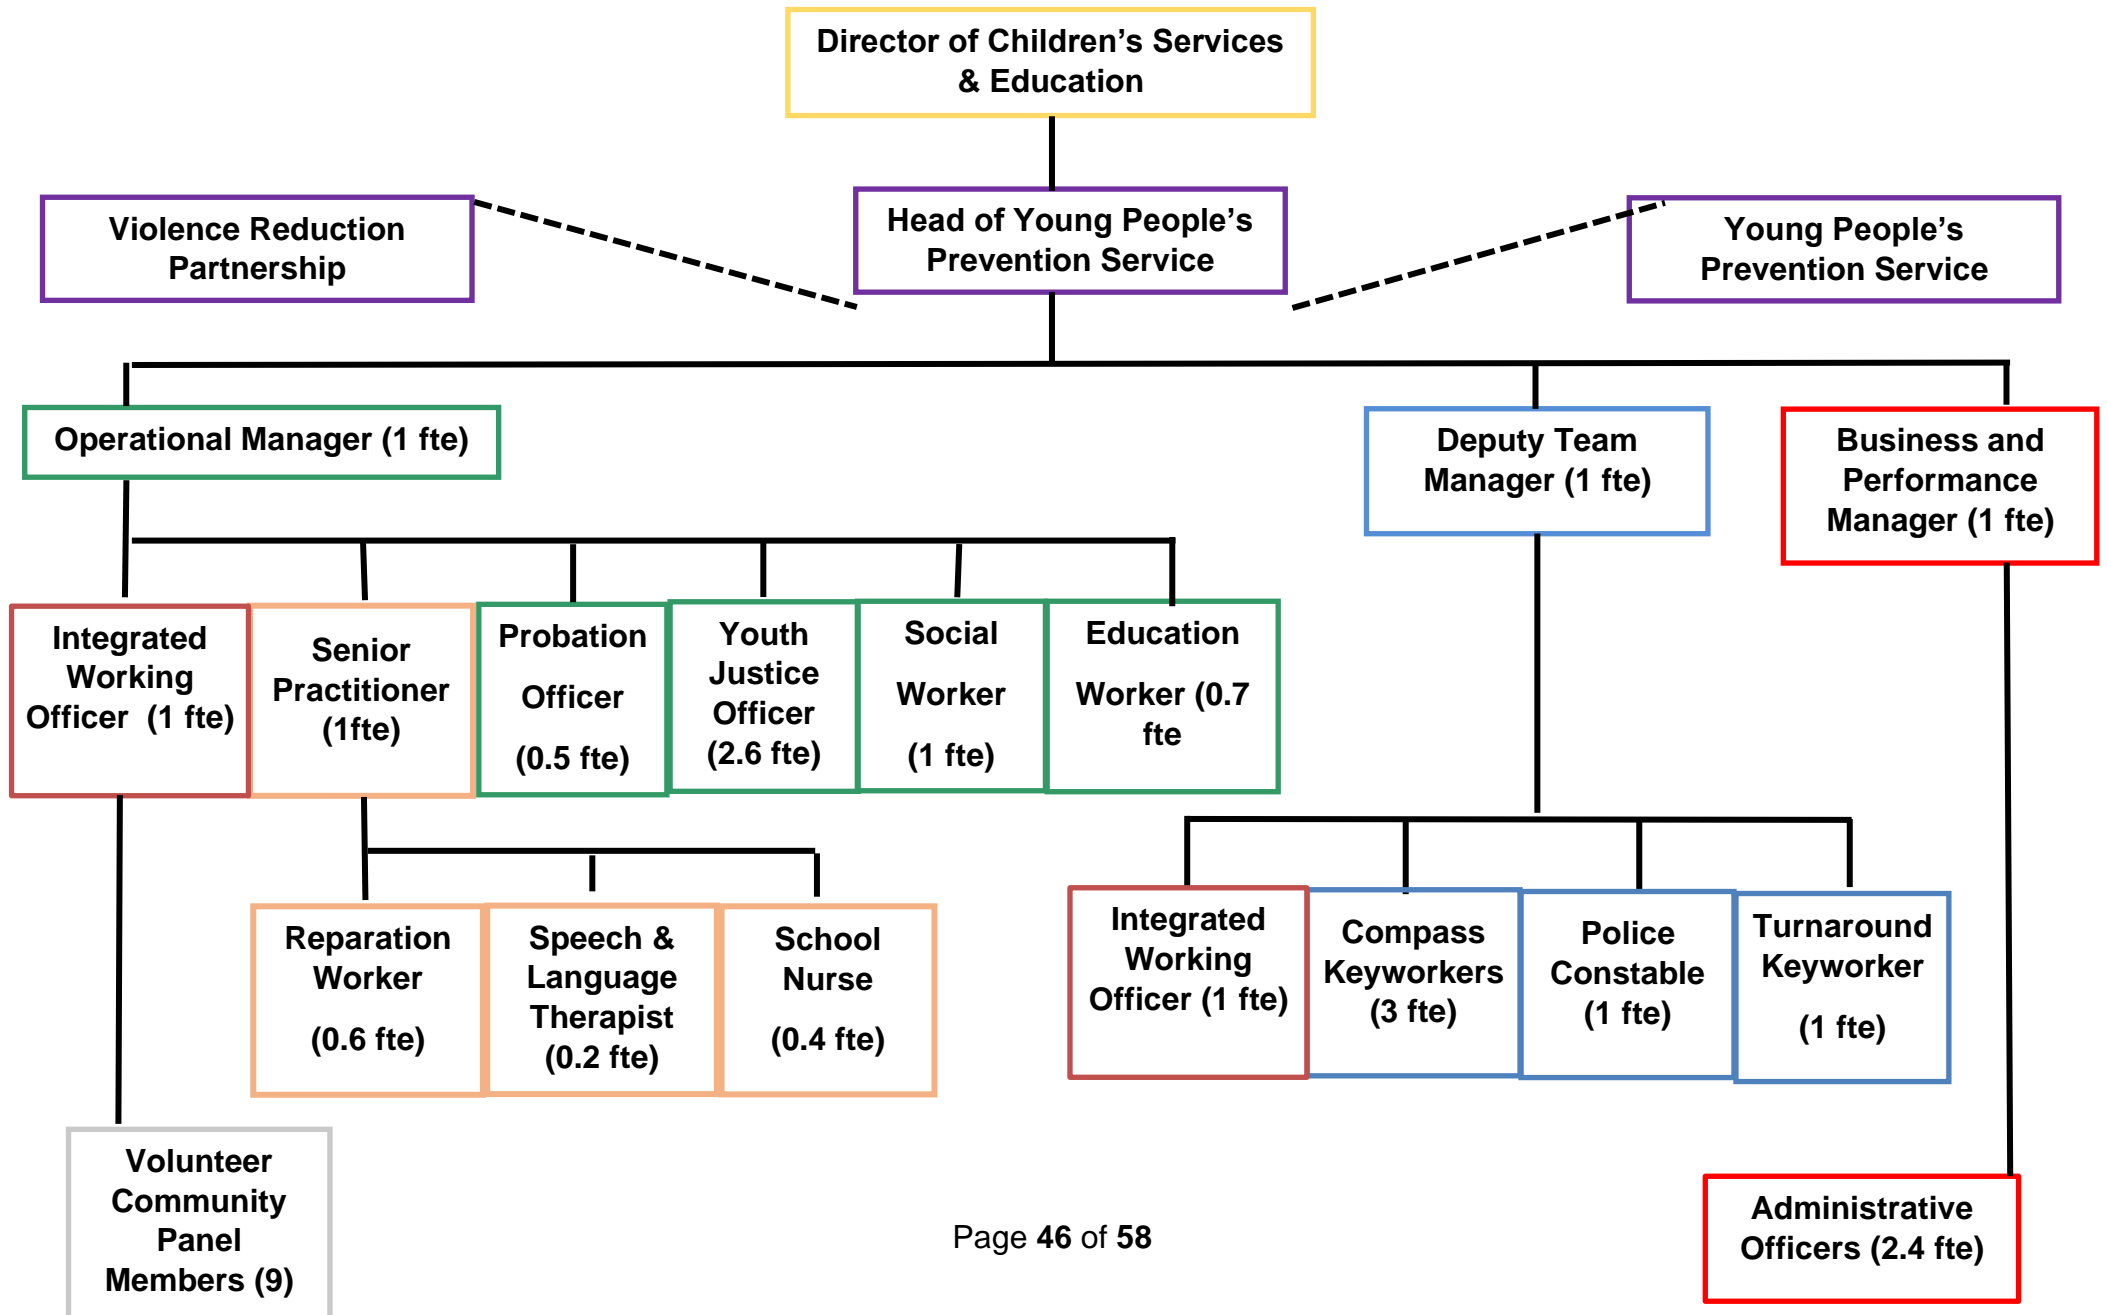 Director of Children’s Services
& Education
Violence Reduction
Partnership
Head of Young People’s
Prevention Service
Young People’s
Prevention Service
Operational Manager (1 fte)
Deputy Team
Manager (1 fte)
Business and
Performance
Manager (1 fte)
Integrated
Working
Officer  (1 fte)
Senior
Practitioner
(1fte)
Probation
Officer
(0.5 fte)
Youth
Justice
Officer
(2.6 fte)
Social
Worker
(1 fte)
Education
Worker (0.7
fte
Reparation
Worker
(0.6 fte)
Speech &
Language
Therapist
(0.2 fte)
School
Nurse
(0.4 fte)
Integrated
Working
Officer (1 fte)
Compass
Keyworkers
(3 fte)
Police
Constable
(1 fte)
Turnaround
Keyworker
(1 fte)
Volunteer
Community
Panel
Members (9)
Administrative
Officers (2.4 fte)
Page 46 of 58